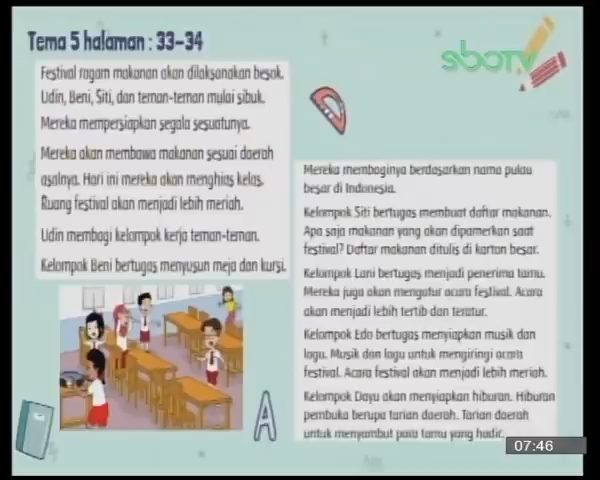 Tema 5 halaman : 33-34
sboTV
Festival ragam makanan akan dilaksanakan besok.
Udin, Beni, Siti, dan teman-teman mulai sibuk.
Mereka mempersiapkan segala sesuatunya.
Mereka akan membawa makanan sesuai daerah
asalnya. Hari ini mereka akan menghias kelas.
Ruang festival akan menjadi lebih meriah.
Udin membagi kelompok kerja teman-teman.
Kelompok Beni bertugas menyusun meja dan kursi.
Mereka membaginya berdasarkan nama pulau
besar di Indonesia.
Kelompok Siti bertugas membuat daftar makanan.
Apa saja makanan yang akan dipamerkan saat
festival? Daftar makanan ditulis di karton besar.
Kelompok Lani bertugas menjadi penerima tamu.
Mereka juga akan mengatur acara festival. Acara
akan menjadi lebih tertib dan teratur.
Kelompok Edo bertugas menyiapkan musik dan
lagu. Musik dan lagu untuk mengiringi acara
festival. Acara festival akan menjadi lebih meriah.
Kelompok Dayu akan menyiapkan hiburan. Hiburan
pembuka berupa tarian daerah. Tarian daerah
untuk menyambut para tamu yang hadir.
A
07:46